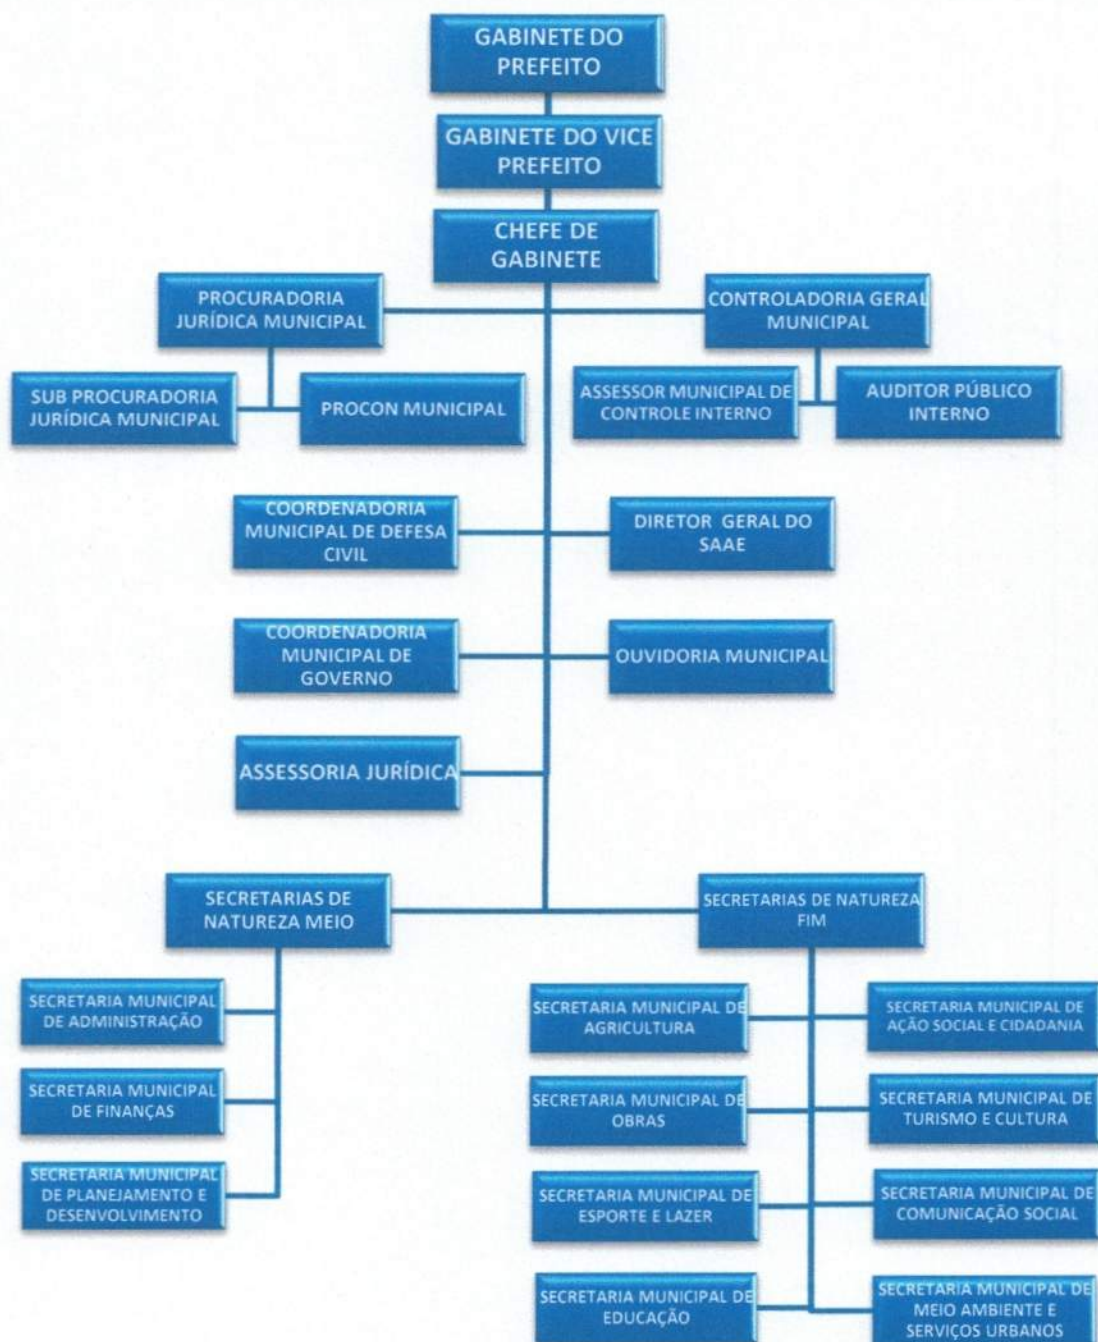 GABINETE DO
PREFEITO
GABINETE DO VICE
PREFEITO
CHEFE DE
GABINETE
PROCURADORIA
JURÍDICA MUNICIPAL
CONTROLADORIA GERAL
MUNICIPAL
SUB PROCURADORIA
JURÍDICA MUNICIPAL
PROCON MUNICIPAL
ASSESSOR MUNICIPAL DE
CONTROLE INTERNO
AUDITOR PÚBLICO
INTERNO
COORDENADORIA
MUNICIPAL DE DEFESA
CIVIL
DIRETOR GERAL DO
SAAE
COORDENADORIA
MUNICIPAL DE
GOVERNO
OUVIDORIA MUNICIPAL
ASSESSORIA JURÍDICA
SECRETARIAS DE
NATUREZA MEIO
SECRETARIAS DE NATUREZA
FIM
SECRETARIA MUNICIPAL
DE ADMINISTRAÇÃO
SECRETARIA MUNICIPAL
DE FINANÇAS
SECRETARIA MUNICIPAL
DE PLANEJAMENTO E
DESENVOLVIMENTO
SECRETARIA MUNICIPAL DE
AGRICULTURA
SECRETARIA MUNICIPAL DE
AÇÃO SOCIAL E CIDADANIA
SECRETARIA MUNICIPAL DE
OBRAS
SECRETARIA MUNICIPAL DE
TURISMO E CULTURA
SECRETARIA MUNICIPAL DE
ESPORTE E LAZER
SECRETARIA MUNICIPAL DE
COMUNICAÇÃO SOCIAL
SECRETARIA MUNICIPAL DE
EDUCAÇÃO
SECRETARIA MUNICIPAL DE
MEIO AMBIENTE E
SERVIÇOS URBANOS